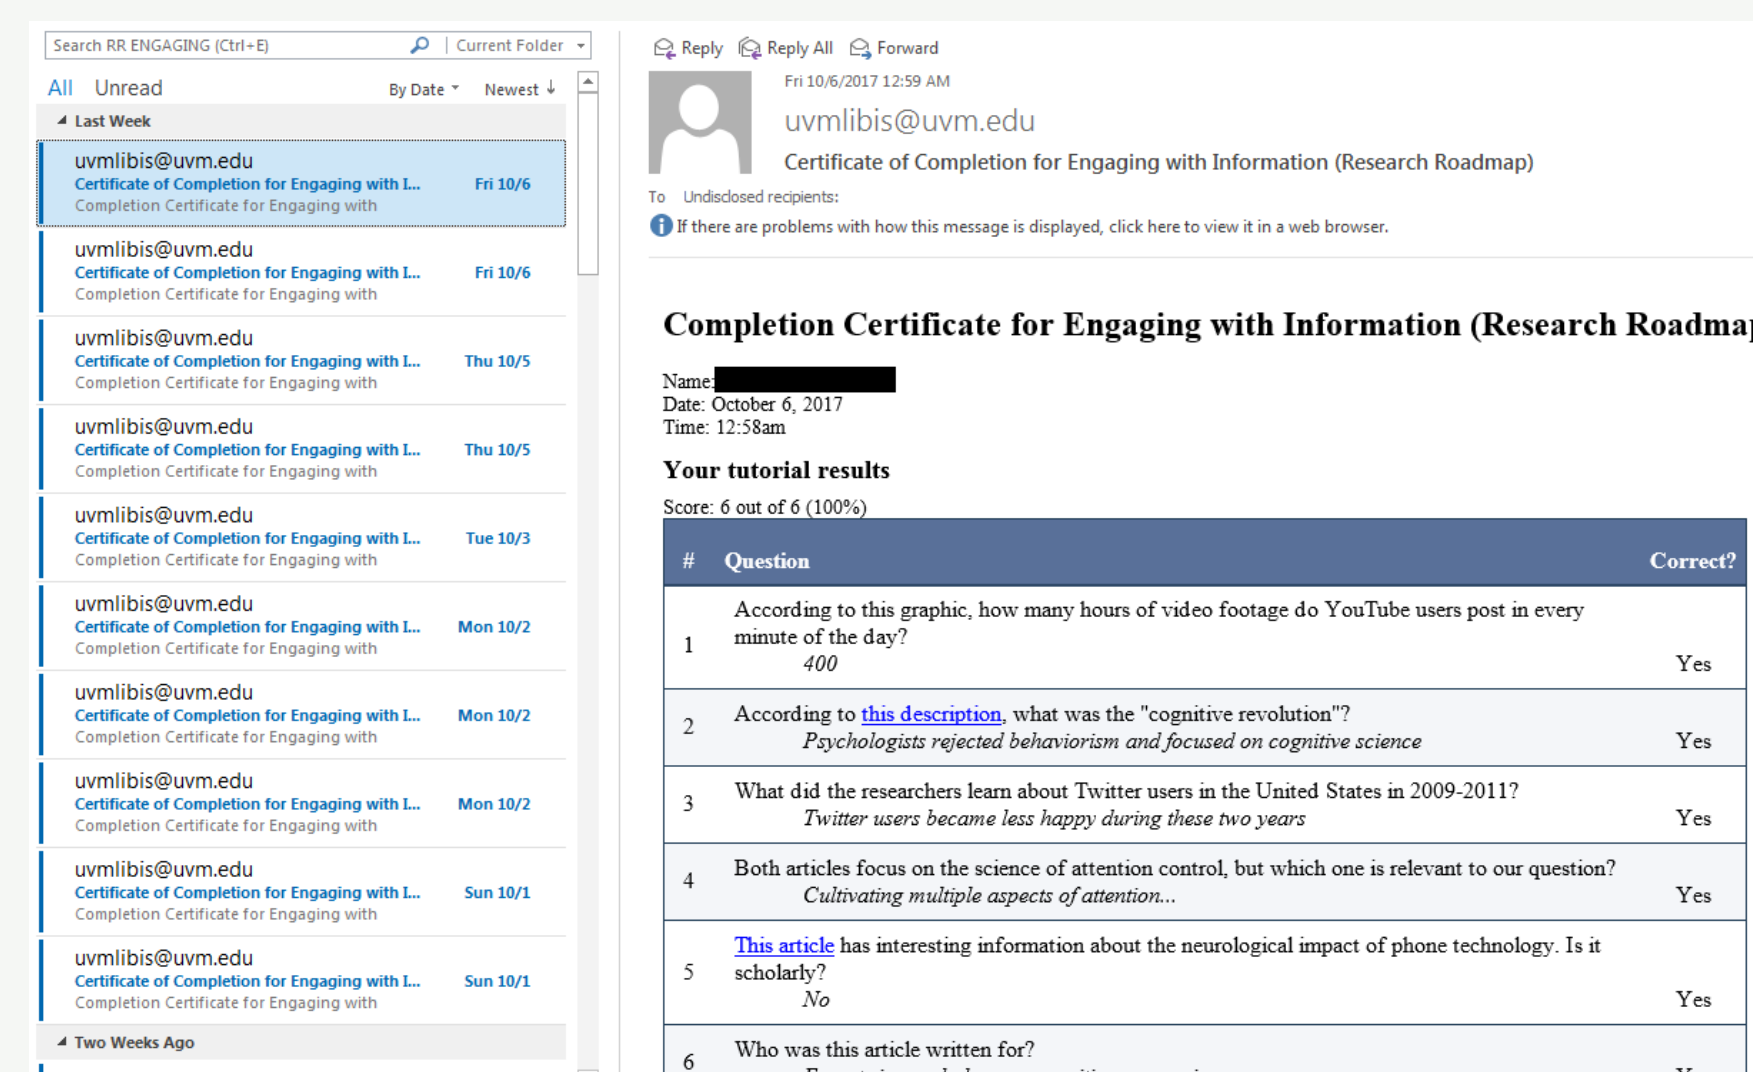 Search RR ENGAGING (Ctrl+E)
Current Folder
All Unread By Date Newest
Last Week
uvmlibis@uvm.edu
Certificate of Completion for Engaging with I... Fri 10/6
Completion Certificate for Engaging with
uvmlibis@uvm.edu
Certificate of Completion for Engaging with I... Fri 10/6
Completion Certificate for Engaging with
uvmlibis@uvm.edu
Certificate of Completion for Engaging with I... Thu 10/5
Completion Certificate for Engaging with
uvmlibis@uvm.edu
Certificate of Completion for Engaging with I... Thu 10/5
Completion Certificate for Engaging with
uvmlibis@uvm.edu
Certificate of Completion for Engaging with I... Tue 10/3
Completion Certificate for Engaging with
uvmlibis@uvm.edu
Certificate of Completion for Engaging with I... Mon 10/2
Completion Certificate for Engaging with
uvmlibis@uvm.edu
Certificate of Completion for Engaging with I... Mon 10/2
Completion Certificate for Engaging with
uvmlibis@uvm.edu
Certificate of Completion for Engaging with I... Mon 10/2
Completion Certificate for Engaging with
uvmlibis@uvm.edu
Certificate of Completion for Engaging with I... Sun 10/1
Completion Certificate for Engaging with
uvmlibis@uvm.edu
Certificate of Completion for Engaging with I... Sun 10/1
Completion Certificate for Engaging with
Two Weeks Ago
Reply Reply All Forward
Fri 10/6/2017 12:59 AM
uvmlibis@uvm.edu
Certificate of Completion for Engaging with Information (Research Roadmap)
To Undisclosed recipients:
If there are problems with how this message is displayed, click here to view it in a web browser.
Completion Certificate for Engaging with Information (Research Roadmap
Name:
Date: October 6, 2017
Time: 12:58am
Your tutorial results
Score: 6 out of 6 (100%)
# Question Correct?
1 According to this graphic, how many hours of video footage do YouTube users post in every
minute of the day?
400 Yes
2 According to this description, what was the "cognitive revolution"?
Psychologists rejected behaviorism and focused on cognitive science Yes
3 What did the researchers learn about Twitter users in the United States in 2009-2011?
Twitter users became less happy during these two years Yes
4 Both articles focus on the science of attention control, but which one is relevant to our question?
Cultivating multiple aspects of attention... Yes
5 This article has interesting information about the neurological impact of phone technology. Is it
scholarly?
No Yes
6 Who was this article written for?